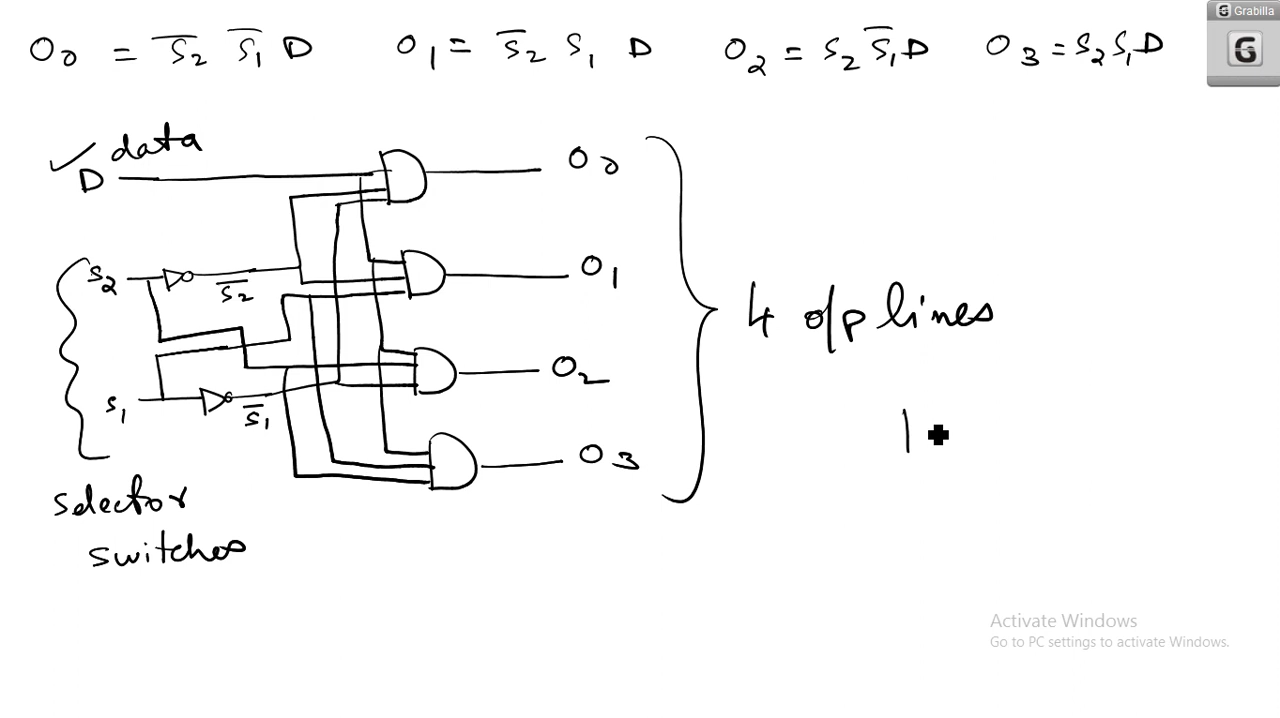 O0 = S̅2 S̅1 D O1 = S̅2 S1 D O2 = S2 S̅1 D O3 = S2 S1 D
Grabilla
G
data
D
O0
S2
S̅2
O1
4 o/p lines
S1
S̅1
O2
1
O3
selector
switches
Activate Windows
Go to PC settings to activate Windows.